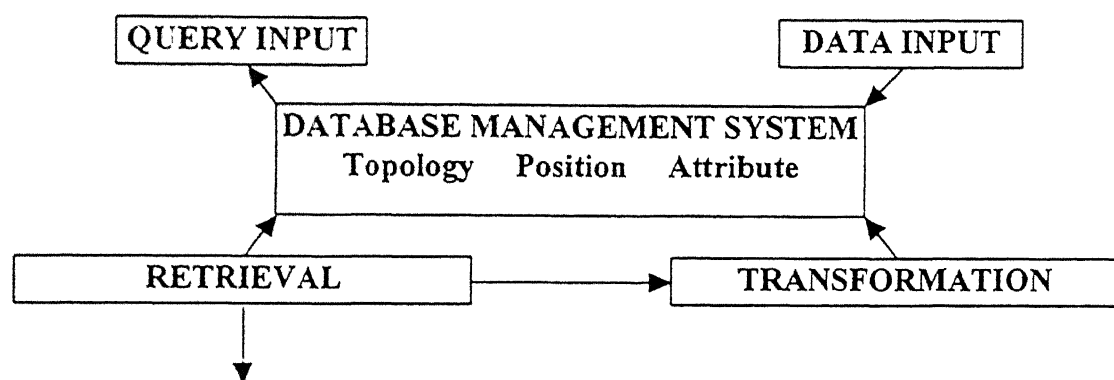 QUERY INPUT
DATA INPUT
DATABASE MANAGEMENT SYSTEM
Topology Position Attribute
RETRIEVAL
TRANSFORMATION